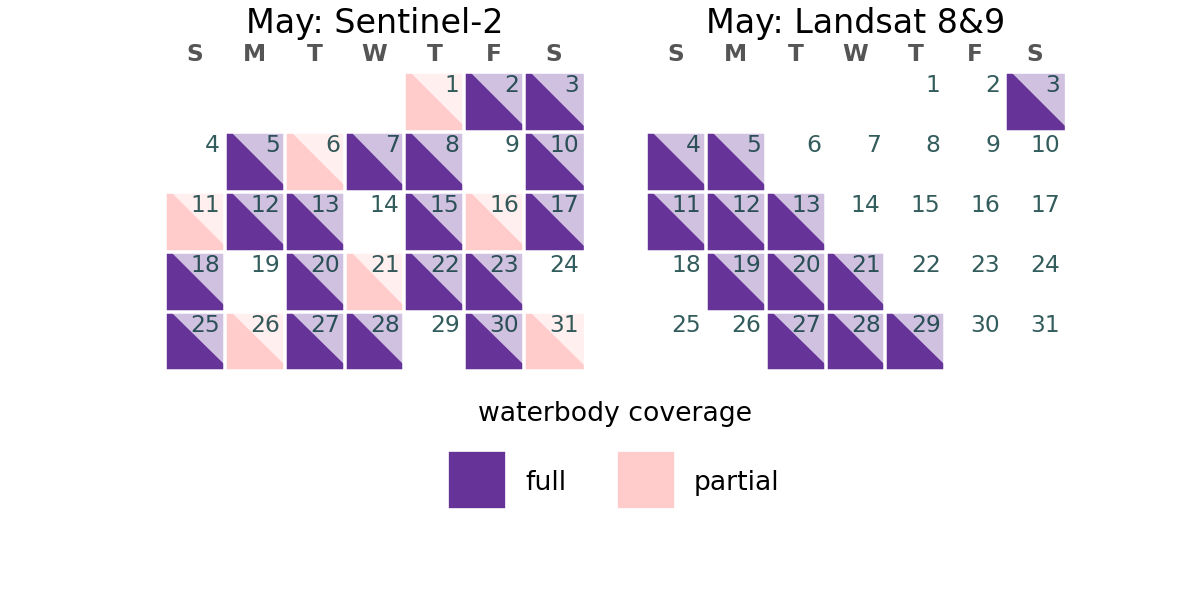 May: Sentinel-2
S M T W T F S
1 2 3
4 5 6 7 8 9 10
11 12 13 14 15 16 17
18 19 20 21 22 23 24
25 26 27 28 29 30 31
May: Landsat 8&9
S M T W T F S
1 2 3
4 5 6 7 8 9 10
11 12 13 14 15 16 17
18 19 20 21 22 23 24
25 26 27 28 29 30 31
waterbody coverage
full
partial